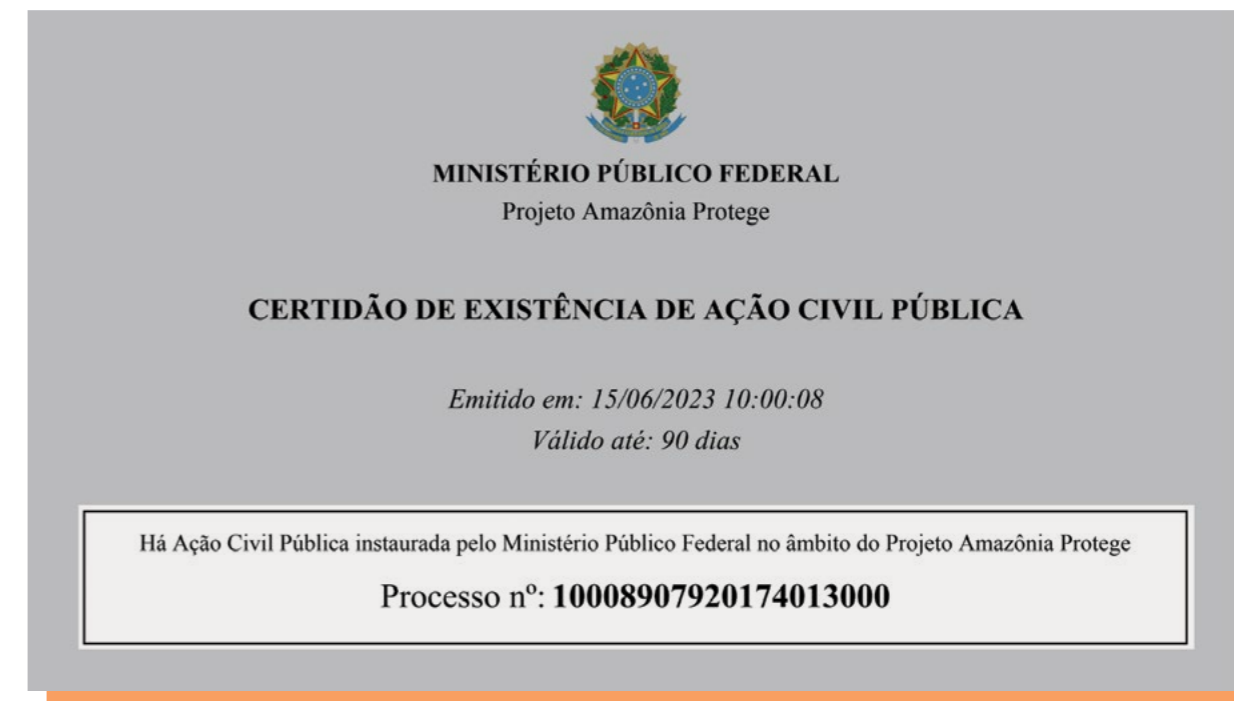 MINISTÉRIO PÚBLICO FEDERAL
Projeto Amazônia Protege
CERTIDÃO DE EXISTÊNCIA DE AÇÃO CIVIL PÚBLICA
Emitido em: 15/06/2023 10:00:08
Válido até: 90 dias
Há Ação Civil Pública instaurada pelo Ministério Público Federal no âmbito do Projeto Amazônia Protege
Processo nº: 10008907920174013000